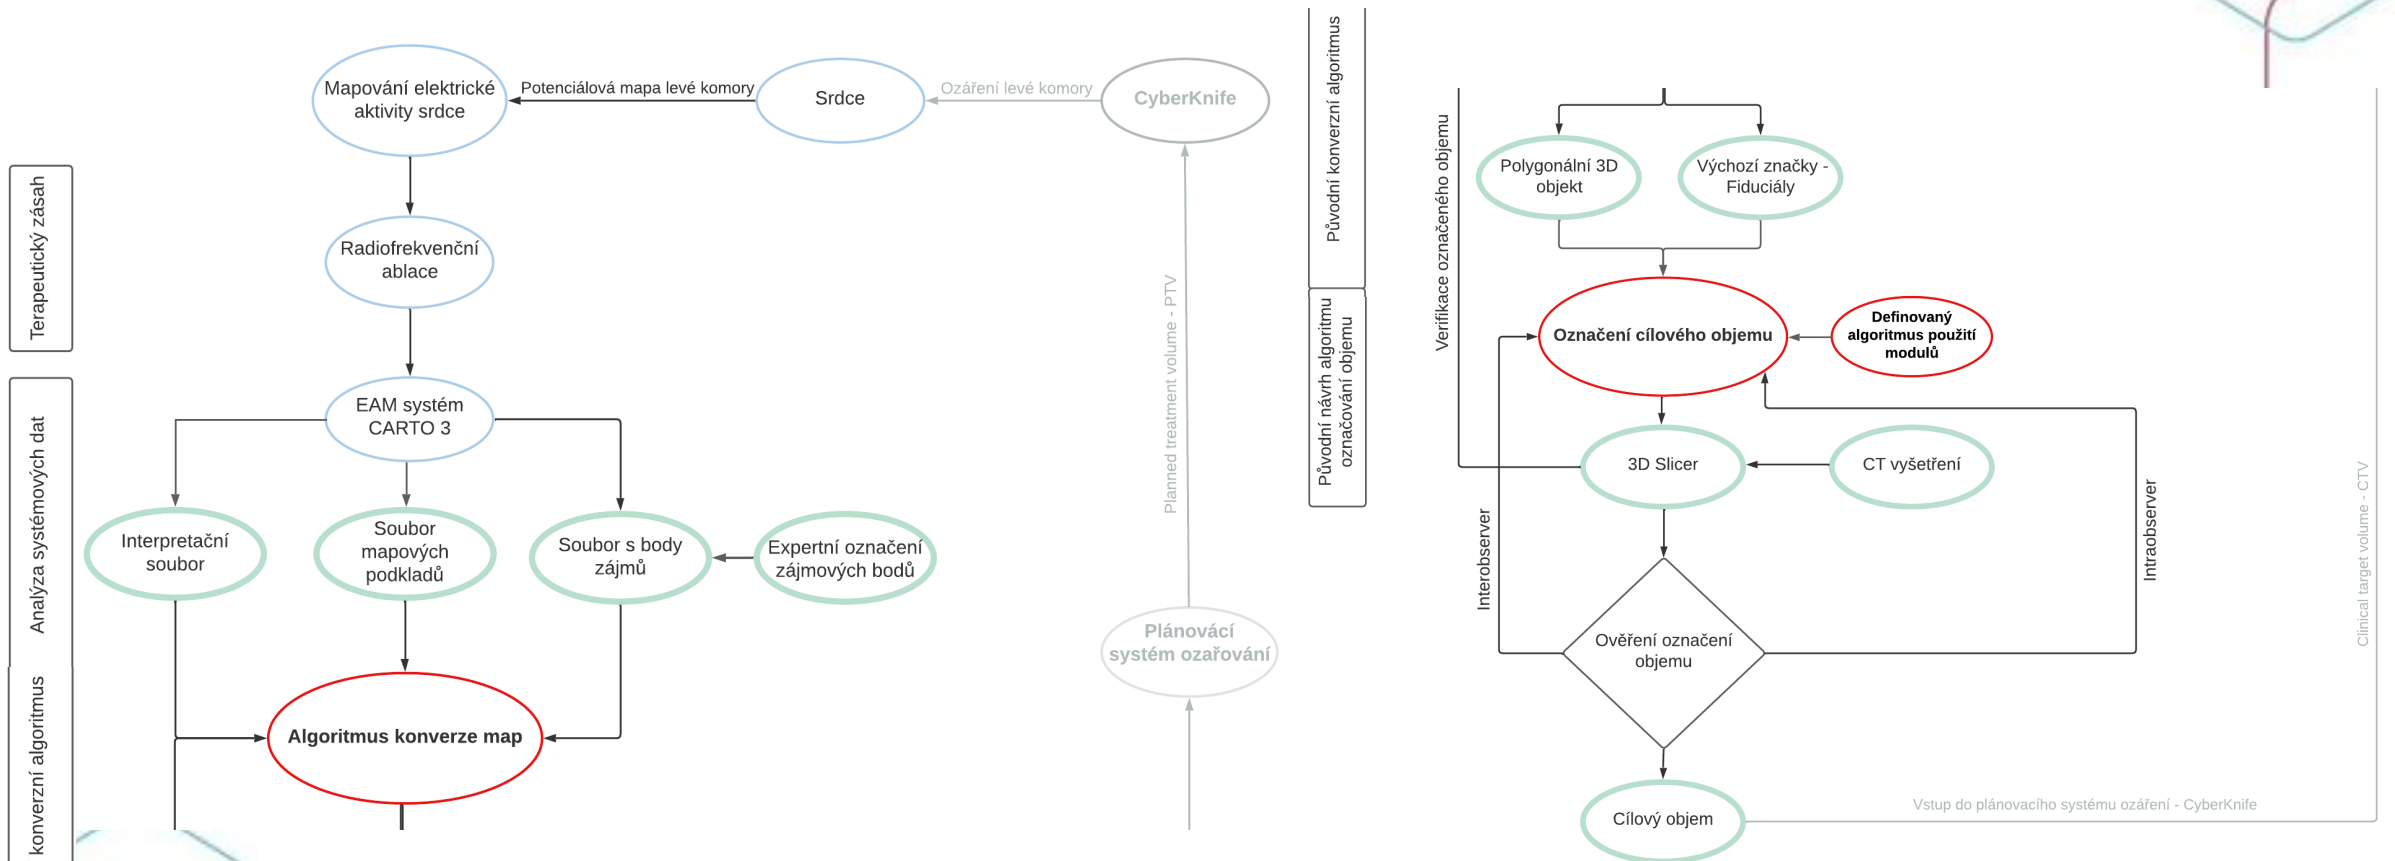 Mapování elektrické
aktivity srdce
Potenciálová mapa levé komory
Srdce
Ozáření levé komory
CyberKnife
Terapeutický zásah
Radiofrekvenční
ablace
Planned treatment volume - PTV
Analýza systémových dat
EAM systém
CARTO 3
Interpretační
soubor
Soubor
mapových
podkladů
Soubor s body
zájmů
Expertní označení
zájmových bodů
Plánovácí
systém ozařování
konverzní algoritmus
Algoritmus konverze map
Původní konverzní algoritmus
Původní návrh algoritmu
označování objemu
Verifikace označeného objemu
Polygonální 3D
objekt
Výchozí značky -
Fiduciály
Označení cílového objemu
Definovaný
algoritmus použití
modulů
3D Slicer
CT vyšetření
Interobserver
Intraobserver
Clinical target volume - CTV
Ověření označení
objemu
Cílový objem
Vstup do plánovacího systému ozáření - CyberKnife